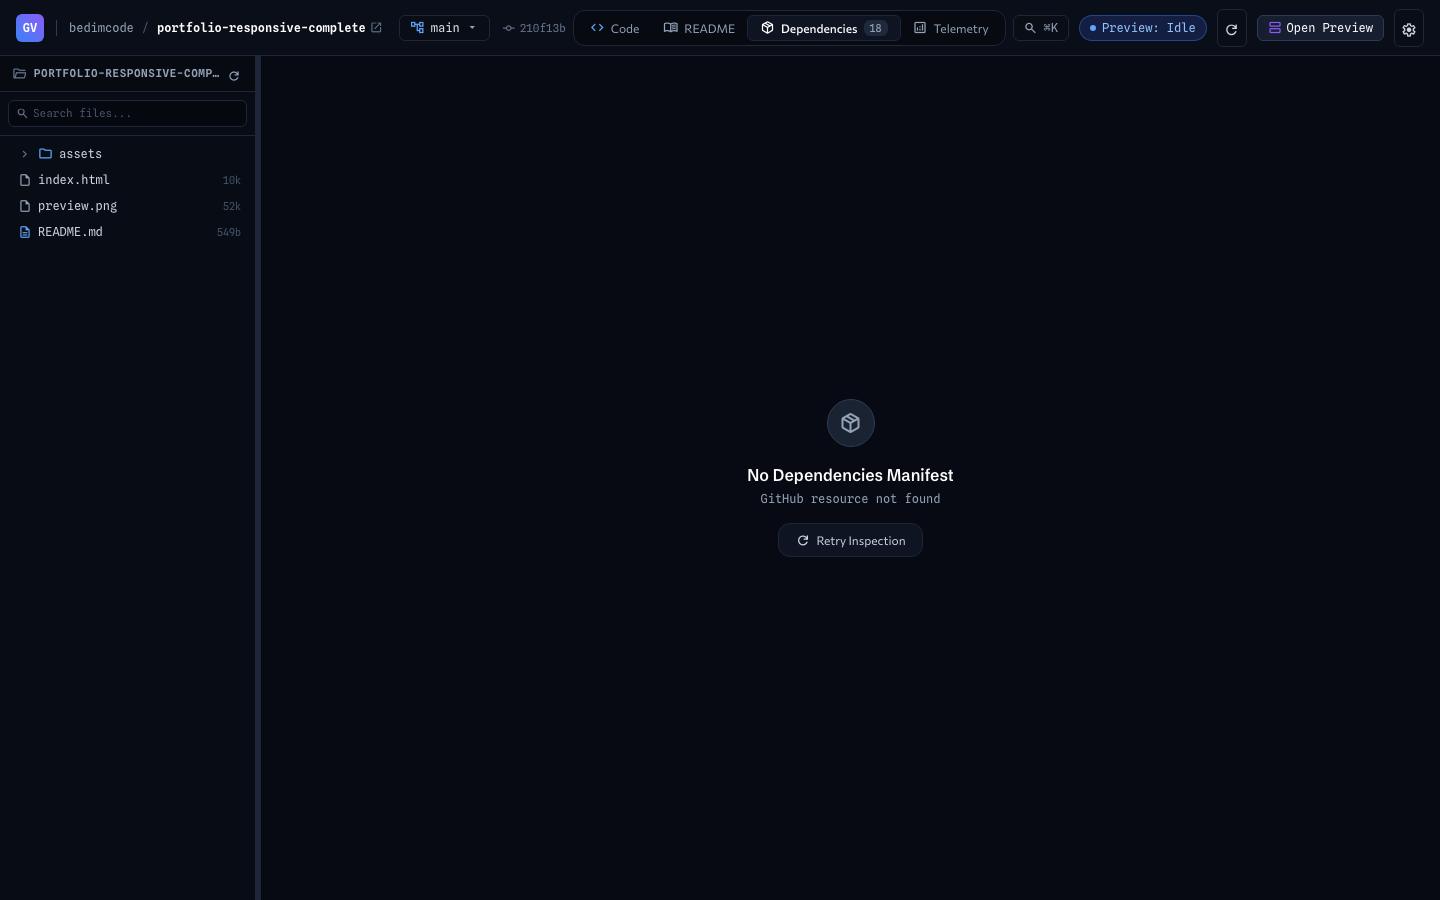 GV bedimcode / portfolio-responsive-complete main 210f13b Code README Dependencies 18 Telemetry ⌘K Preview: Idle Open Preview
PORTFOLIO-RESPONSIVE-COMP…
Search files...
assets
index.html 10k
preview.png 52k
README.md 549b
No Dependencies Manifest
GitHub resource not found
Retry Inspection